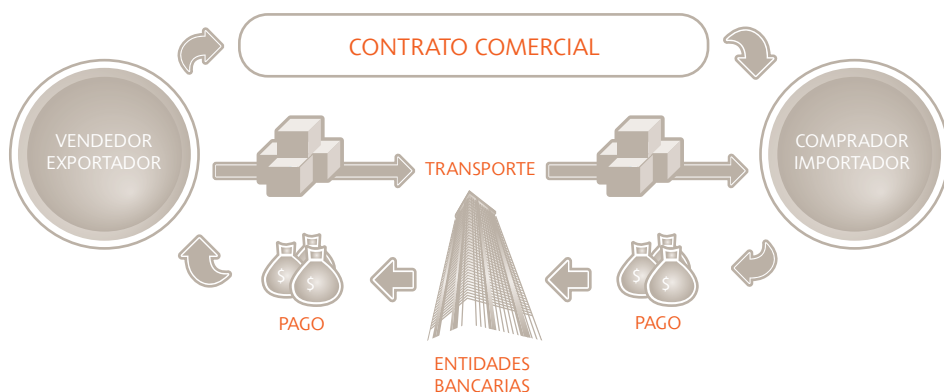 CONTRATO COMERCIAL
VENDEDOR
EXPORTADOR
TRANSPORTE
COMPRADOR
IMPORTADOR
$
$
$
$
PAGO
PAGO
ENTIDADES
BANCARIAS